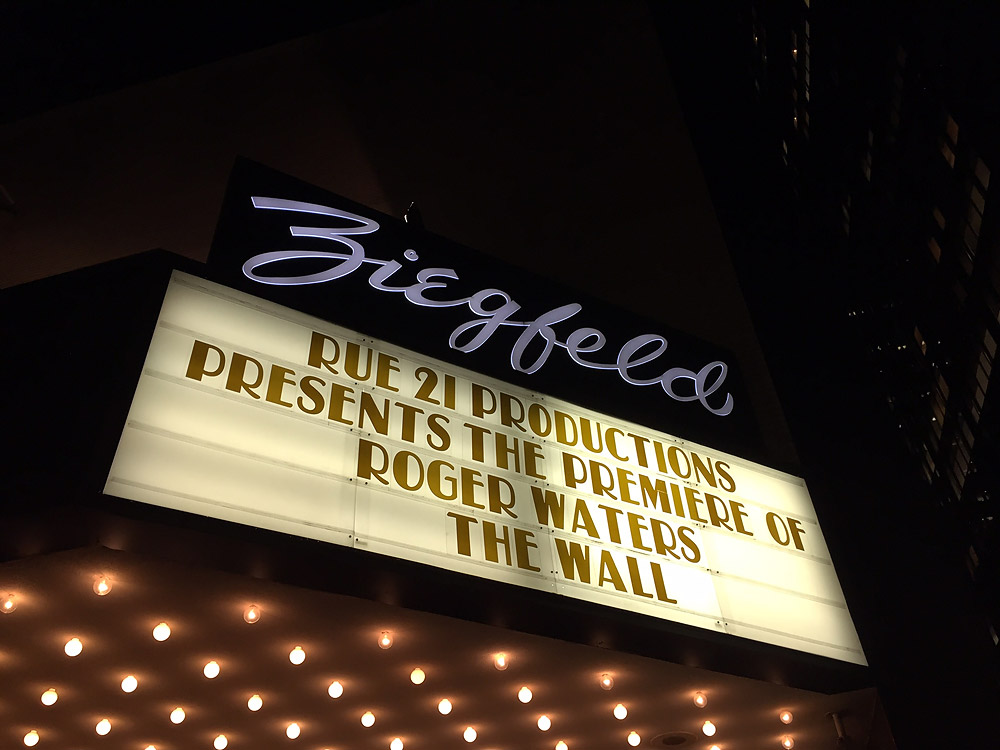 Ziegfeld
RUE 21 PRODUCTIONS
PRESENTS THE PREMIERE OF
ROGER WATERS
THE WALL